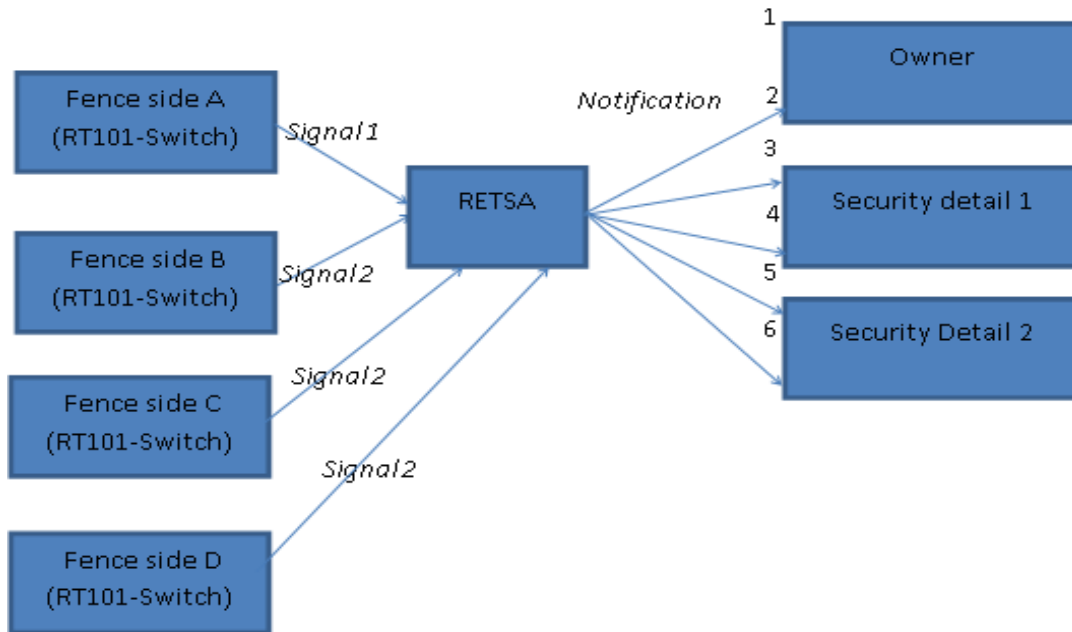 Fence side A
(RT101-Switch)
Signal1
Fence side B
(RT101-Switch)
Signal2
Fence side C
(RT101-Switch)
Signal2
Fence side D
(RT101-Switch)
Signal2
RETSA
Notification
1
2
3
4
5
6
Owner
Security detail 1
Security Detail 2